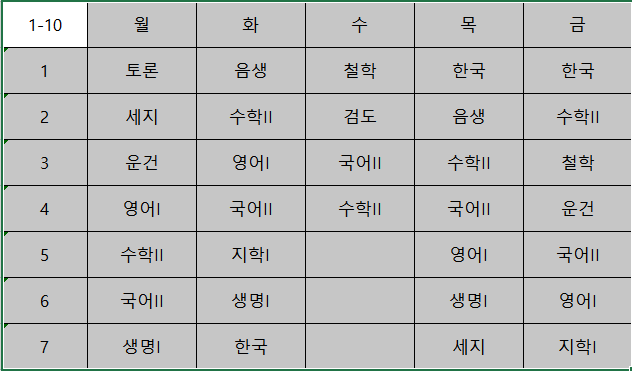 1-10 월 화 수 목 금
1 토론 음생 철학 한국 한국
2 세지 수학II 검도 음생 수학II
3 운건 영어I 국어II 수학II 철학
4 영어I 국어II 수학II 국어II 운건
5 수학II 지학I 영어I 국어II
6 국어II 생명I 생명I 영어I
7 생명I 한국 세지 지학I